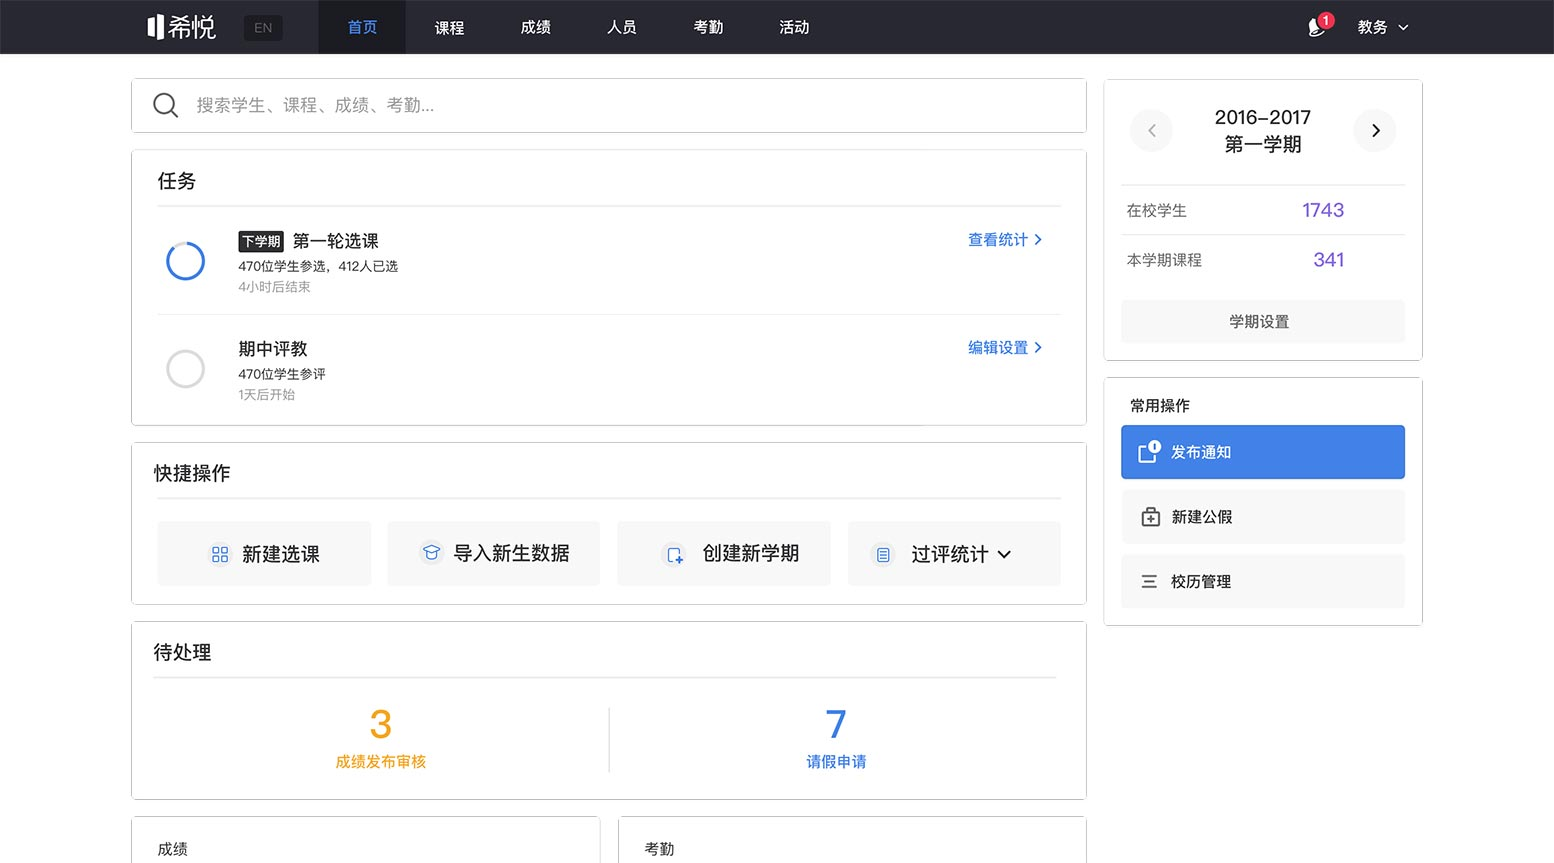 希悦
EN
首页
课程
成绩
人员
考勤
活动
1
教务
搜索学生、课程、成绩、考勤...
任务
下学期 第一轮选课
470位学生参选，412人已选
4小时后结束
查看统计
期中评教
470位学生参评
1天后开始
编辑设置
快捷操作
新建选课
导入新生数据
创建新学期
过评统计
待处理
3
成绩发布审核
7
请假申请
成绩
考勤
2016–2017
第一学期
在校学生 1743
本学期课程 341
学期设置
常用操作
发布通知
新建公假
校历管理